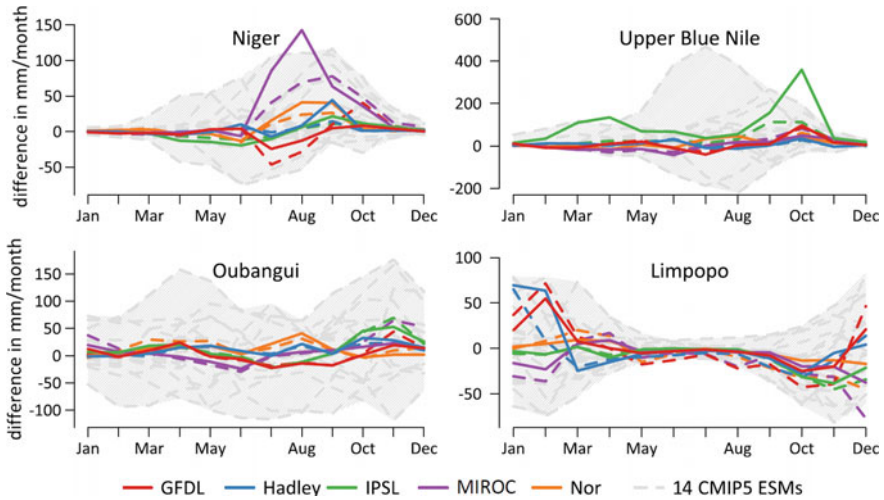 Niger
Upper Blue Nile
difference in mm/month
150
100
50
0
50
Jan Mar May Aug Oct Dec
600
400
200
0
-200
Jan Mar May Aug Oct Dec
Oubangui
Limpopo
difference in mm/month
150
100
50
0
-50
-100
Jan Mar May Aug Oct Dec
100
50
0
-50
Jan Mar May Aug Oct Dec
GFDL Hadley IPSL MIROC Nor 14 CMIP5 ESMs